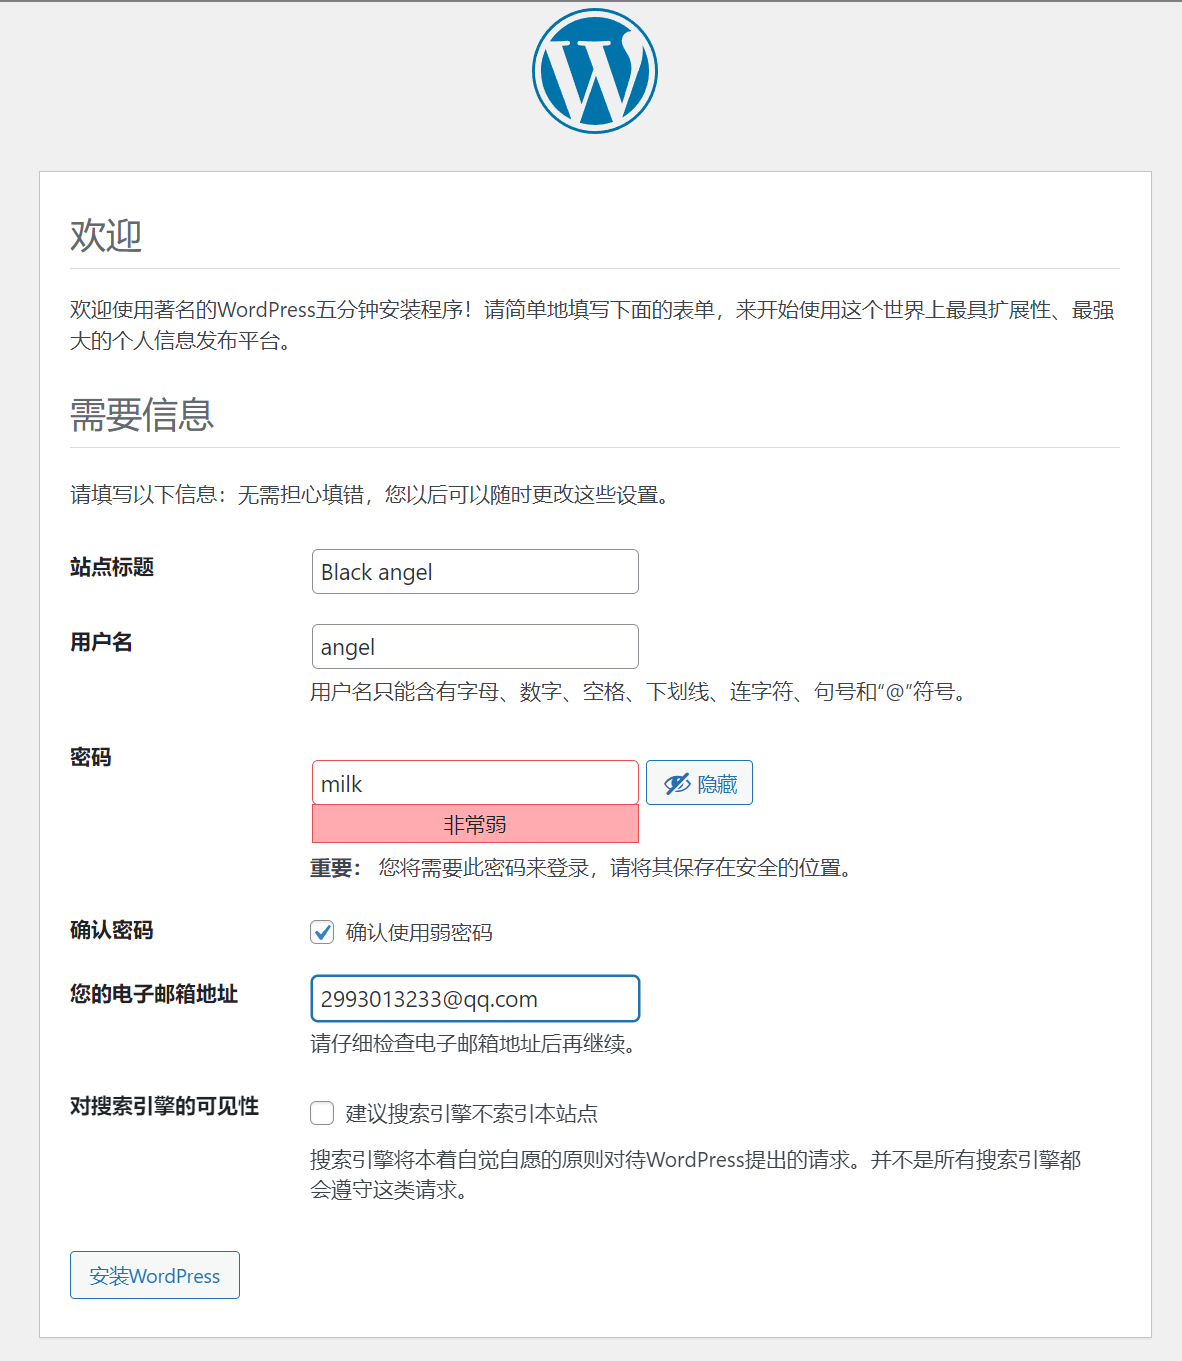 欢迎
欢迎使用著名的WordPress五分钟安装程序！请简单地填写下面的表单，来开始使用这个世界上最具扩展性、最强
大的个人信息发布平台。
需要信息
请填写以下信息：无需担心填错，您以后可以随时更改这些设置。
站点标题
Black angel
用户名
angel
用户名只能含有字母、数字、空格、下划线、连字符、句号和“@”符号。
密码
milk
隐藏
非常弱
重要： 您将需要此密码来登录，请将其保存在安全的位置。
确认密码
确认使用弱密码
您的电子邮箱地址
2993013233@qq.com
请仔细检查电子邮箱地址后再继续。
对搜索引擎的可见性
建议搜索引擎不索引本站点
搜索引擎将本着自觉自愿的原则对待WordPress提出的请求。并不是所有搜索引擎都
会遵守这类请求。
安装WordPress